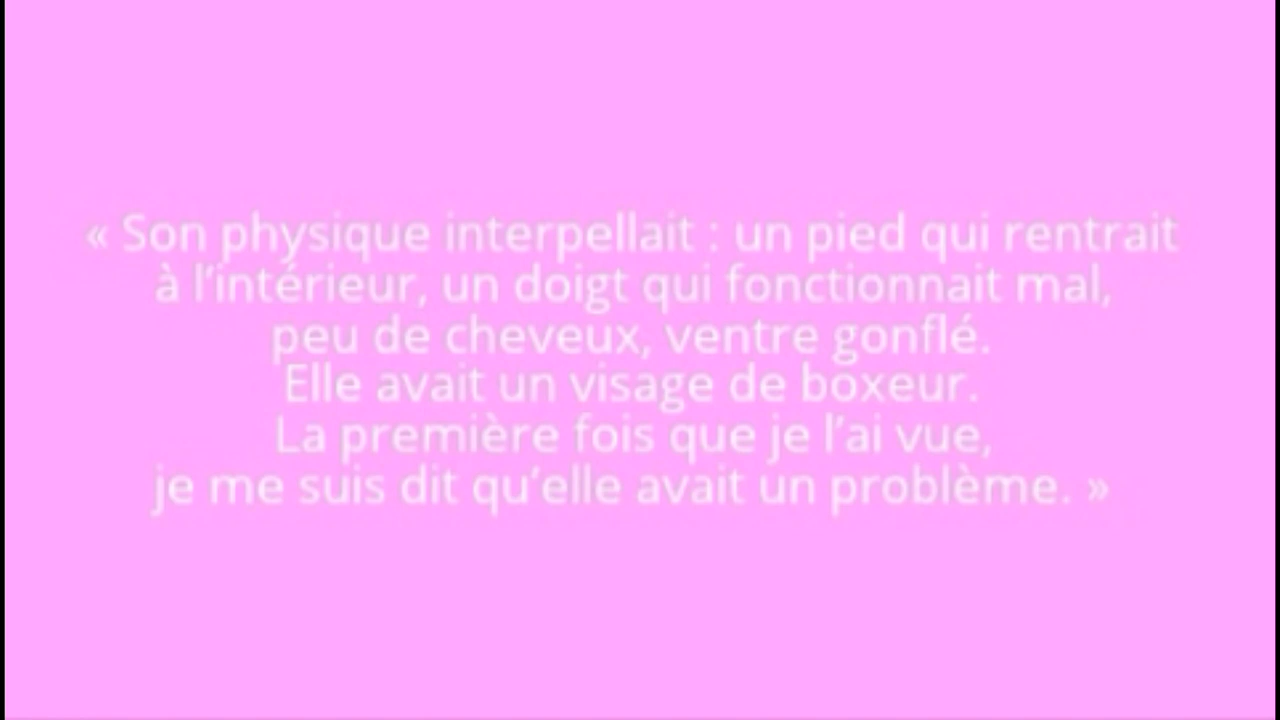 « Son physique interpellait : un pied qui rentrait
à l’intérieur, un doigt qui fonctionnait mal,
peu de cheveux, ventre gonflé.
Elle avait un visage de boxeur.
La première fois que je l’ai vue,
je me suis dit qu’elle avait un problème. »